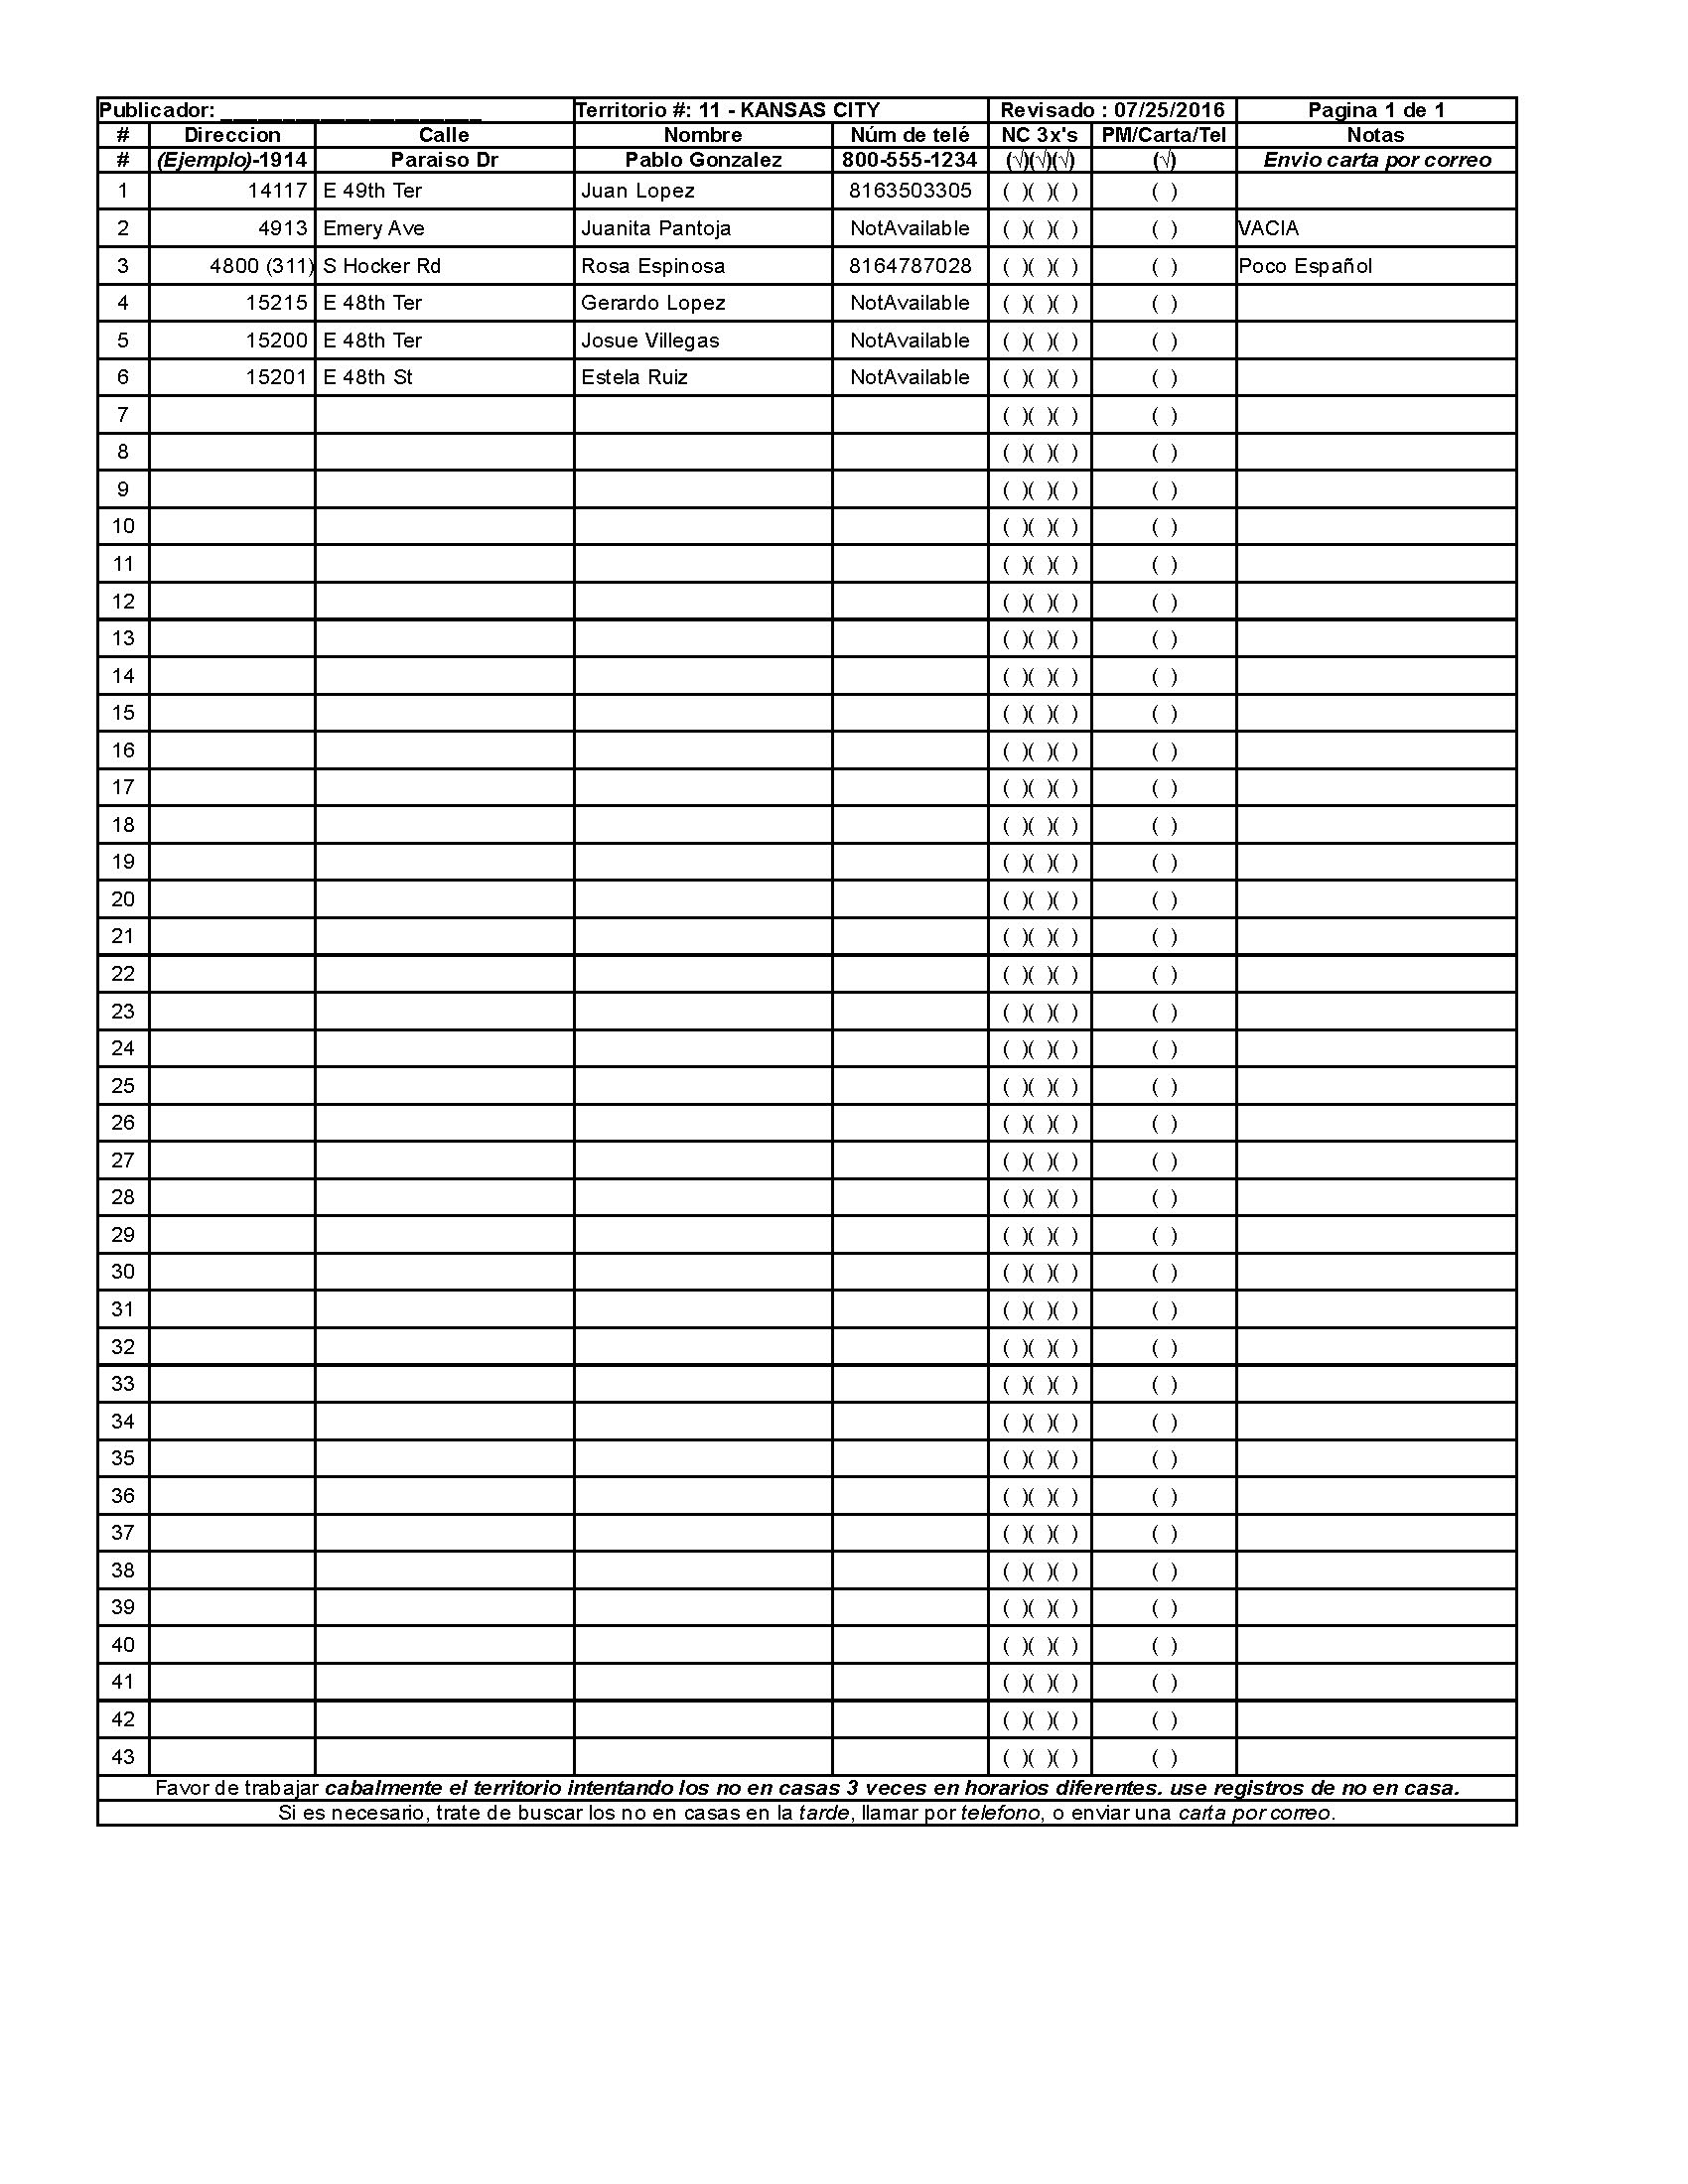 Publicador: _____________________ Territorio #: 11 - KANSAS CITY Revisado : 07/25/2016 Pagina 1 de 1
# Direccion Calle Nombre Núm de telé NC 3x's PM/Carta/Tel Notas
# (Ejemplo)-1914 Paraiso Dr Pablo Gonzalez 800-555-1234 (√)(√)(√) (√) Envio carta por correo
1 14117 E 49th Ter Juan Lopez 8163503305 ( )( )( ) ( )
2 4913 Emery Ave Juanita Pantoja NotAvailable ( )( )( ) ( ) VACIA
3 4800 (311) S Hocker Rd Rosa Espinosa 8164787028 ( )( )( ) ( ) Poco Español
4 15215 E 48th Ter Gerardo Lopez NotAvailable ( )( )( ) ( )
5 15200 E 48th Ter Josue Villegas NotAvailable ( )( )( ) ( )
6 15201 E 48th St Estela Ruiz NotAvailable ( )( )( ) ( )
7 ( )( )( ) ( )
8 ( )( )( ) ( )
9 ( )( )( ) ( )
10 ( )( )( ) ( )
11 ( )( )( ) ( )
12 ( )( )( ) ( )
13 ( )( )( ) ( )
14 ( )( )( ) ( )
15 ( )( )( ) ( )
16 ( )( )( ) ( )
17 ( )( )( ) ( )
18 ( )( )( ) ( )
19 ( )( )( ) ( )
20 ( )( )( ) ( )
21 ( )( )( ) ( )
22 ( )( )( ) ( )
23 ( )( )( ) ( )
24 ( )( )( ) ( )
25 ( )( )( ) ( )
26 ( )( )( ) ( )
27 ( )( )( ) ( )
28 ( )( )( ) ( )
29 ( )( )( ) ( )
30 ( )( )( ) ( )
31 ( )( )( ) ( )
32 ( )( )( ) ( )
33 ( )( )( ) ( )
34 ( )( )( ) ( )
35 ( )( )( ) ( )
36 ( )( )( ) ( )
37 ( )( )( ) ( )
38 ( )( )( ) ( )
39 ( )( )( ) ( )
40 ( )( )( ) ( )
41 ( )( )( ) ( )
42 ( )( )( ) ( )
43 ( )( )( ) ( )
Favor de trabajar cabalmente el territorio intentando los no en casas 3 veces en horarios diferentes. use registros de no en casa.
Si es necesario, trate de buscar los no en casas en la tarde, llamar por telefono, o enviar una carta por correo.